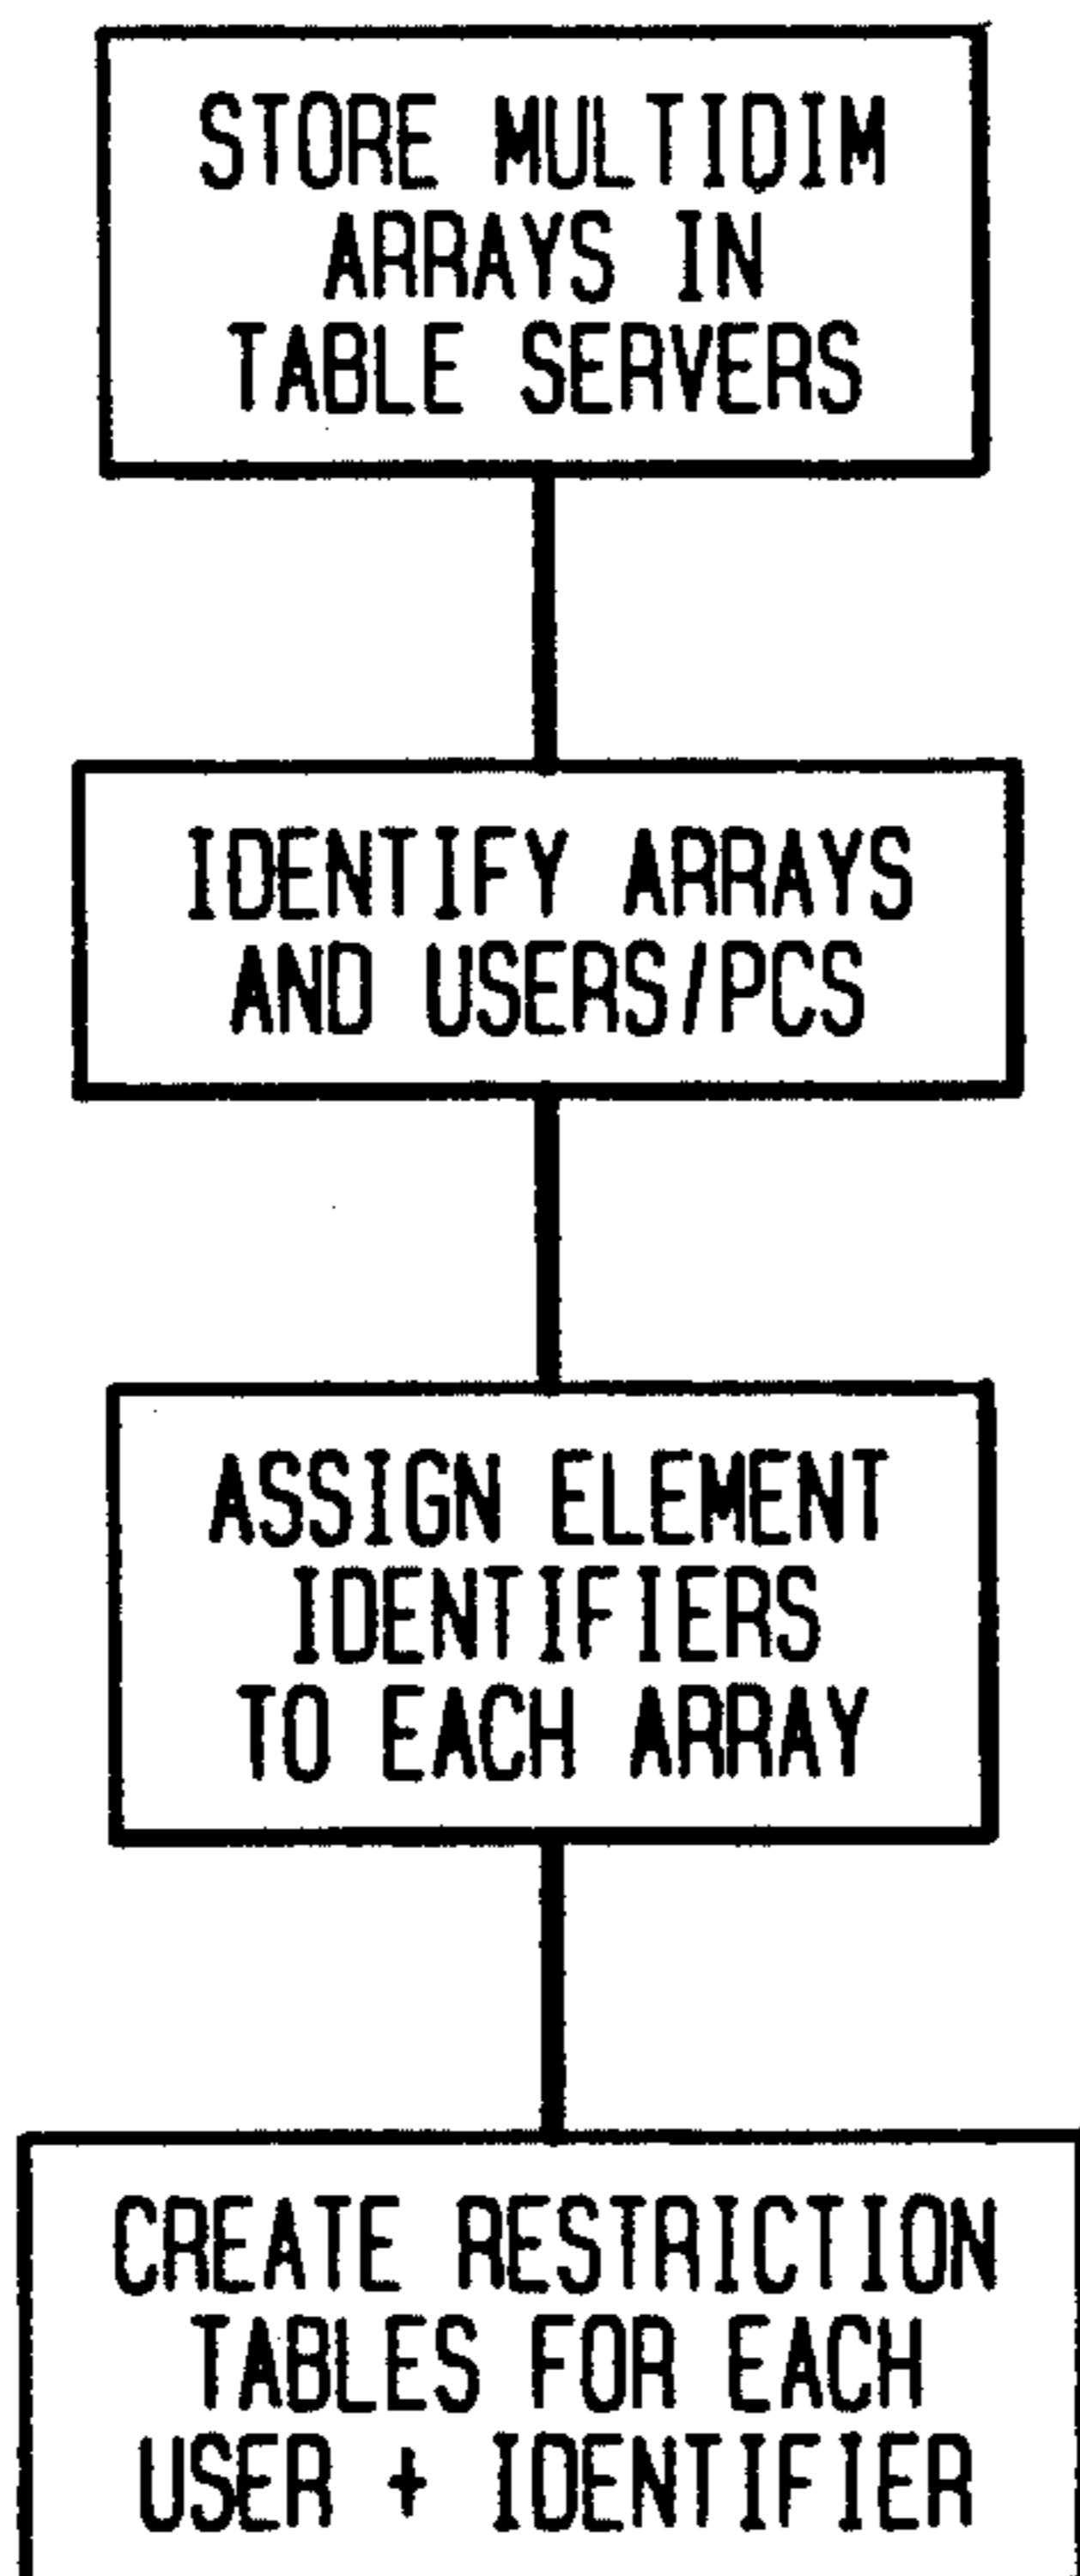 STORE MULTIDIM
ARRAYS IN
TABLE SERVERS
IDENTIFY ARRAYS
AND USERS/PCS
ASSIGN ELEMENT
IDENTIFIERS
TO EACH ARRAY
CREATE RESTRICTION
TABLES FOR EACH
USER + IDENTIFIER